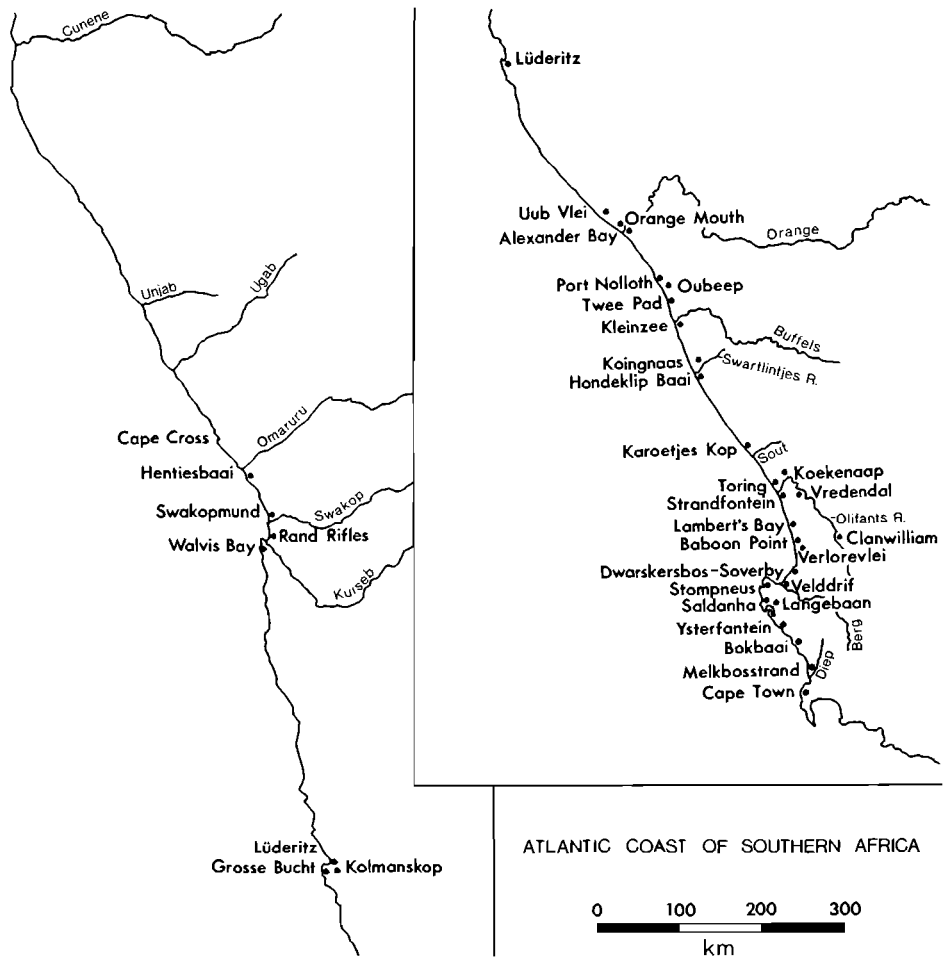 Cunene
Unjab
Ugab
Omaruru
Cape Cross
Hentiesbaai
Swakopmund
Swakop
Rand Rifles
Walvis Bay
Kuiseb
Lüderitz
Grosse Bucht
Kolmanskop
Lüderitz
Uub Vlei
Orange Mouth
Alexander Bay
Orange
Port Nolloth
Oubeep
Twee Pad
Kleinzee
Buffels
Koingnaas
Swartlintjes R.
Hondeklip Baai
Karoetjes Kop
Sout
Koekenaap
Toring
Vredendal
Strandfontein
Olifants R.
Lambert's Bay
Clanwilliam
Baboon Point
Verlorevlei
Dwarskersbos-Soverby
Velddrif
Stompneus
Saldanha
Langebaan
Ysterfantein
Berg
Bokbaai
Diep
Melkbosstrand
Cape Town
ATLANTIC COAST OF SOUTHERN AFRICA
0 100 200 300
km